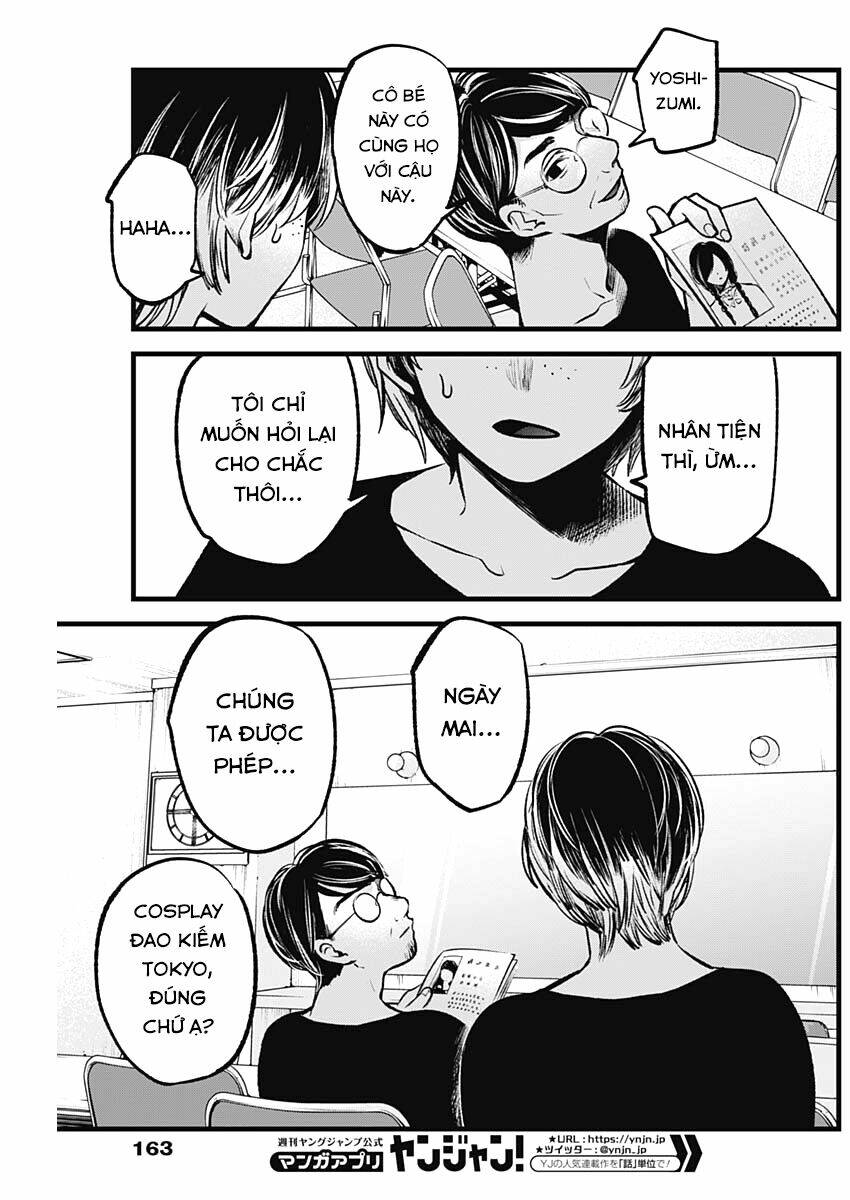 YOSHI-
ZUMI.
CÔ BÉ
NÀY CÓ
CÙNG HỌ
VỚI CẬU
NÀY.
HAHA...
NHÂN TIỆN
THÌ, ỪM...
TÔI CHỈ
MUỐN HỎI LẠI
CHO CHẮC
THÔI...
NGÀY
MAI...
CHÚNG
TA ĐƯỢC
PHÉP...
COSPLAY
ĐAO KIẾM
TOKYO,
ĐÚNG
CHỨ Ạ?
163
週刊ヤングジャンプ公式
マンガアプリ
ヤンジャン!
★URL:https://ynjn.jp
★ツイッター:@ynjn_jp
YJの人気連載作を「話」単位で!